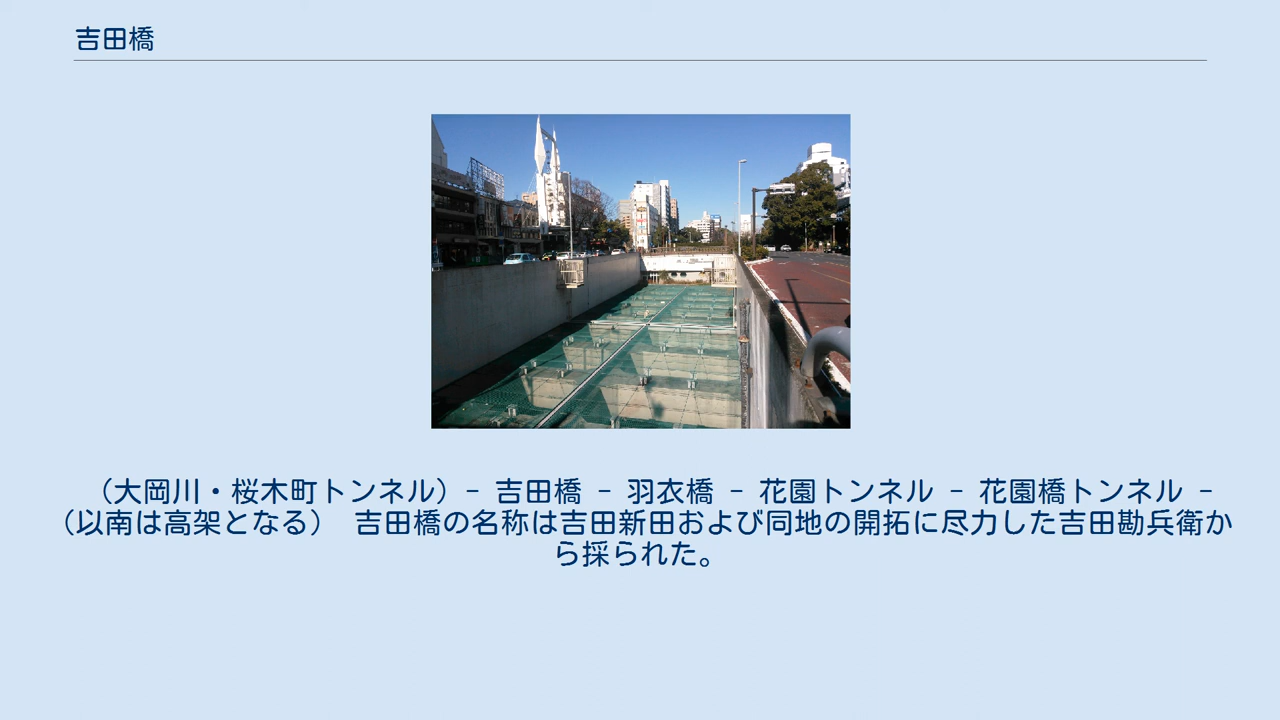 吉田橋
（大岡川・桜木町トンネル）- 吉田橋 - 羽衣橋 - 花園トンネル - 花園橋トンネル -
（以南は高架となる） 吉田橋の名称は吉田新田および同地の開拓に尽力した吉田勘兵衛か
ら採られた。